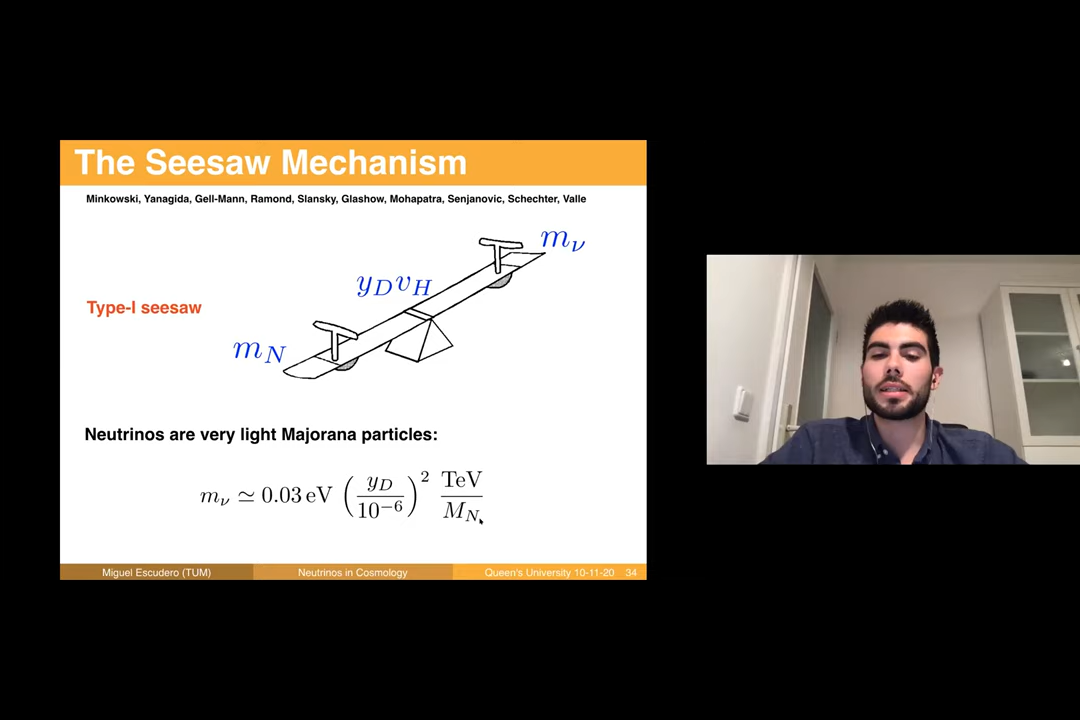 The Seesaw Mechanism
Minkowski, Yanagida, Gell-Mann, Ramond, Slansky, Glashow, Mohapatra, Senjanovic, Schechter, Valle
m_ν
y_D v_H
Type-I seesaw
m_N
Neutrinos are very light Majorana particles:
m_ν ≃ 0.03 eV (y_D / 10^{-6})^2 TeV / M_N
Miguel Escudero (TUM) Neutrinos in Cosmology Queen's University 10-11-20 34